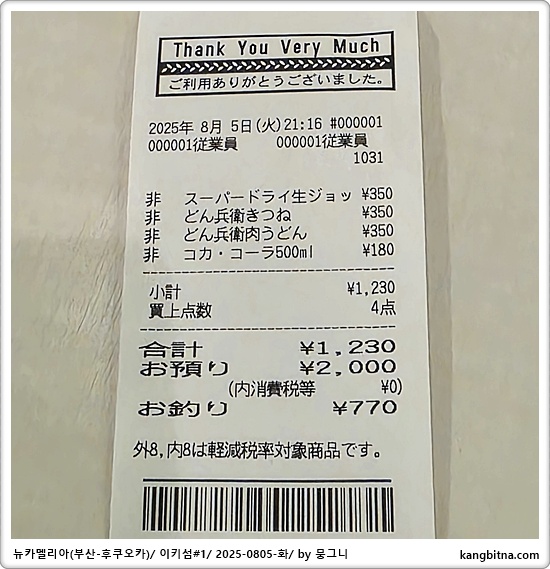 Thank You Very Much
ご利用ありがとうございました。
2025年 8月 5日(火)21:16 #000001
000001従業員 000001従業員
1031
非 スーパードライ生ジョッ ¥350
非 どん兵衛きつね ¥350
非 どん兵衛肉うどん ¥350
非 コカ・コーラ500ml ¥180
小計 ¥1,230
買上点数 4点
合計 ¥1,230
お預り ¥2,000
(内消費税等 ¥0)
お釣り ¥770
外8,内8は軽減税率対象商品です。
뉴카멜리아(부산-후쿠오카)/ 이키섬#1/ 2025-0805-화/ by 뭉그니
kangbitna.com